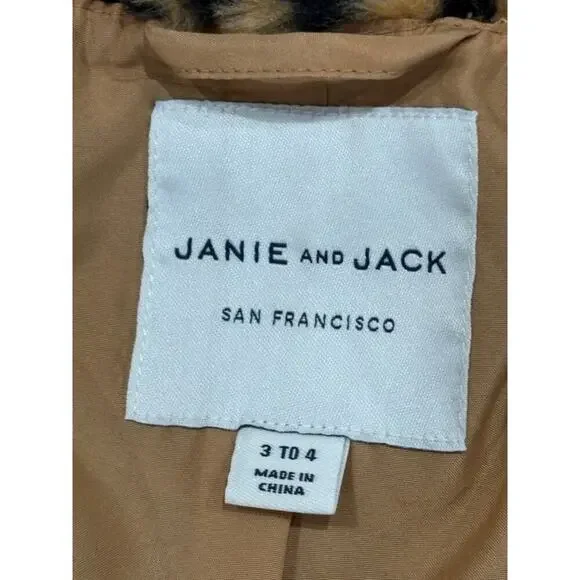 JANIE AND JACK
SAN FRANCISCO
3 TO 4
MADE IN
CHINA